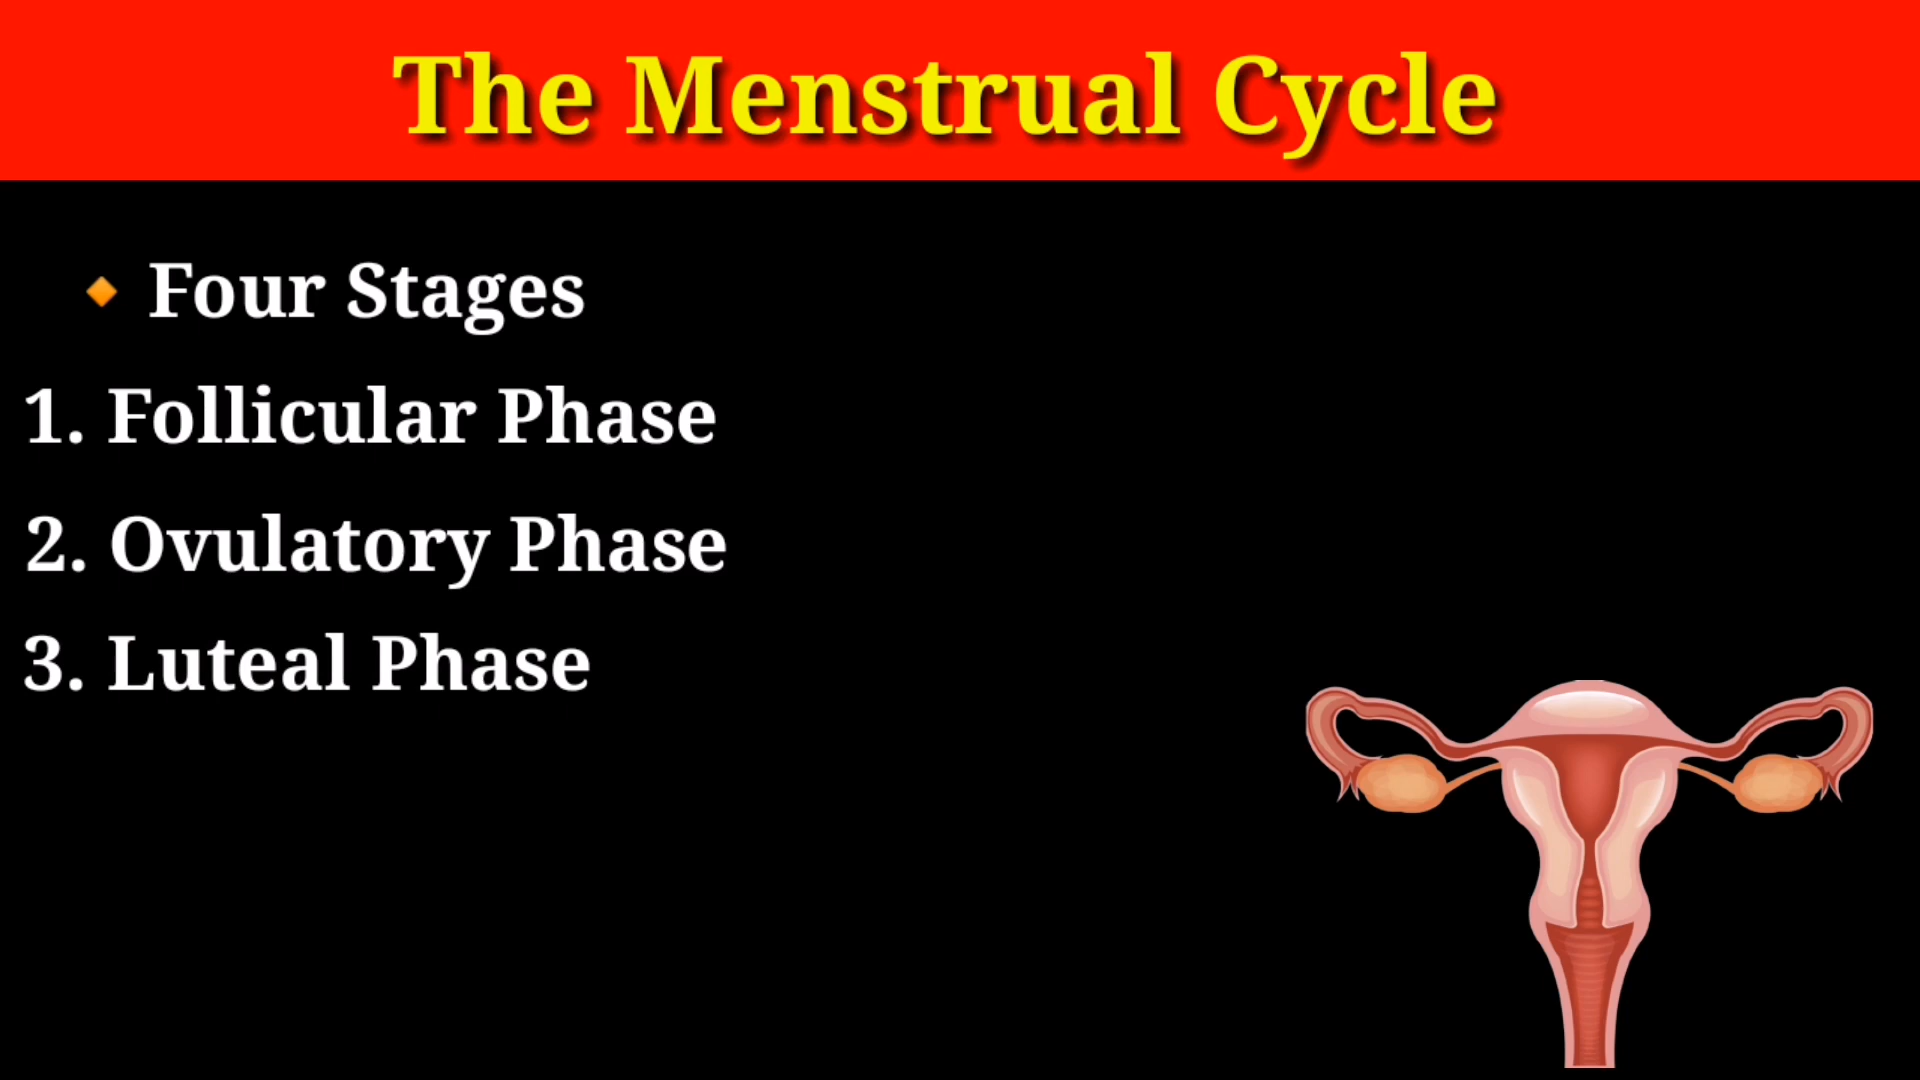 The Menstrual Cycle
🔸 Four Stages
1. Follicular Phase
2. Ovulatory Phase
3. Luteal Phase